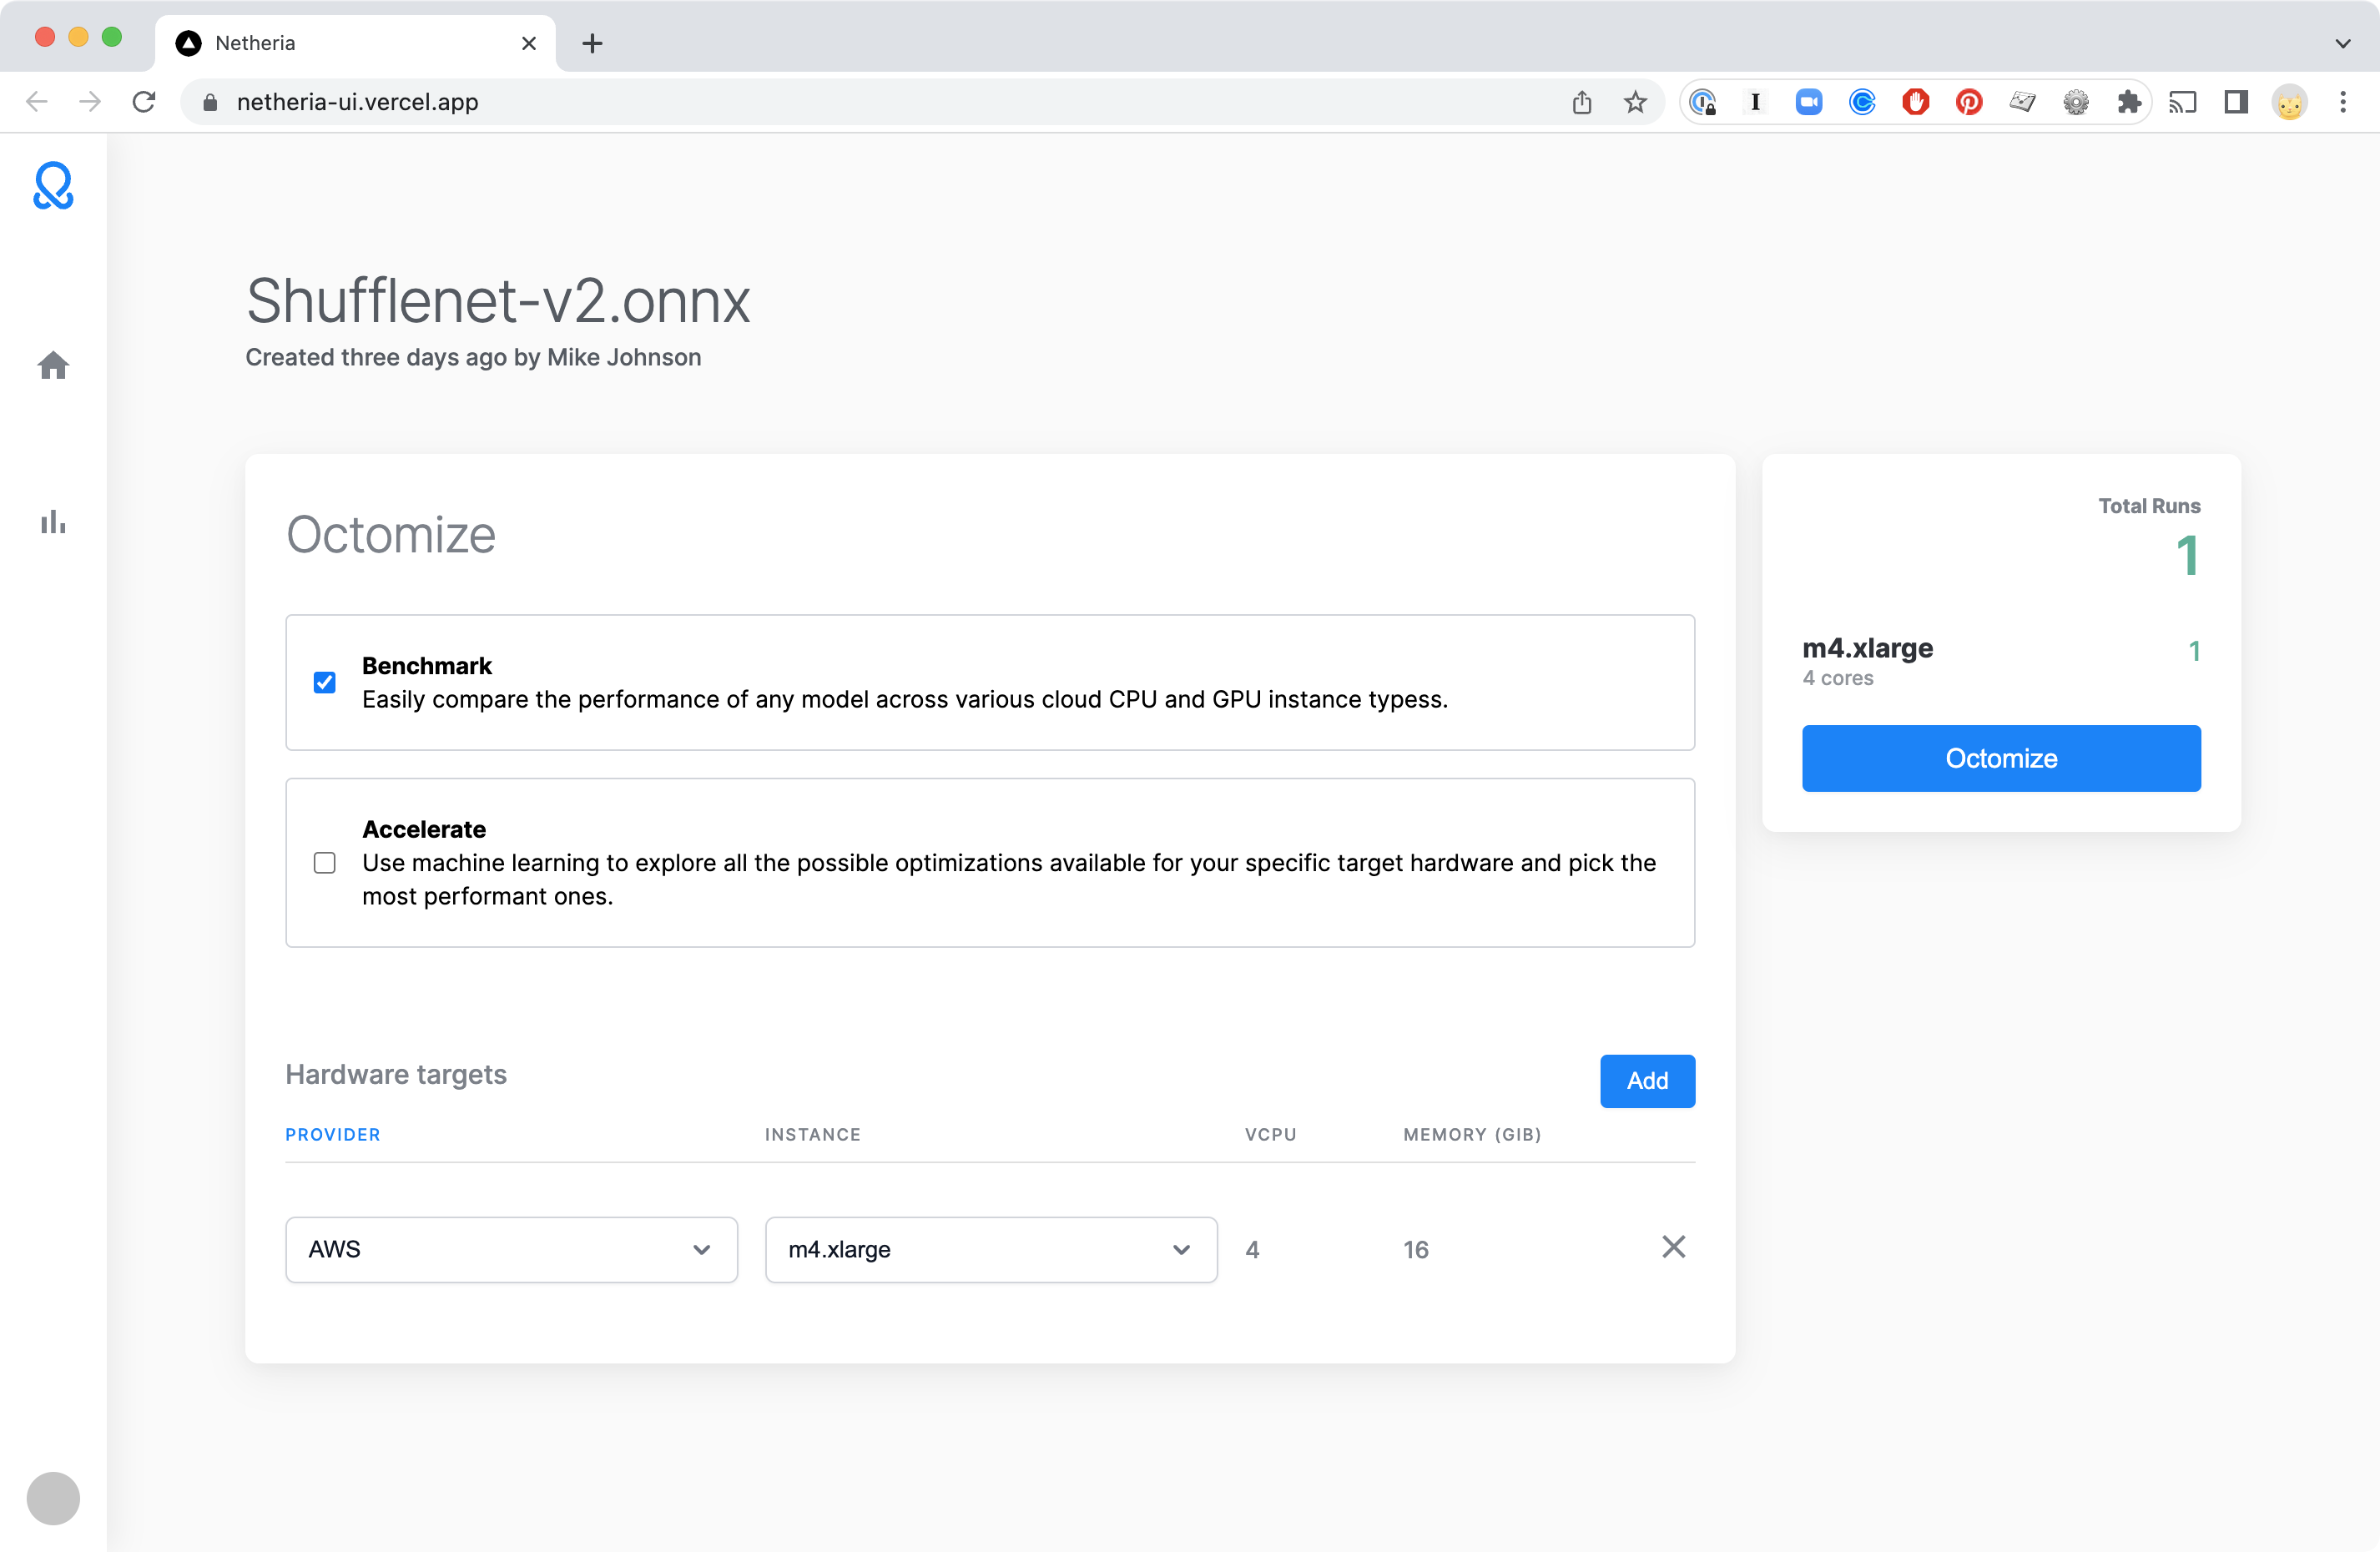 Netheria
netheria-ui.vercel.app
Shufflenet-v2.onnx
Created three days ago by Mike Johnson
Octomize
Benchmark
Easily compare the performance of any model across various cloud CPU and GPU instance typess.
Accelerate
Use machine learning to explore all the possible optimizations available for your specific target hardware and pick the
most performant ones.
Hardware targets
Add
PROVIDER INSTANCE VCPU MEMORY (GIB)
AWS m4.xlarge 4 16
Total Runs
1
m4.xlarge 1
4 cores
Octomize